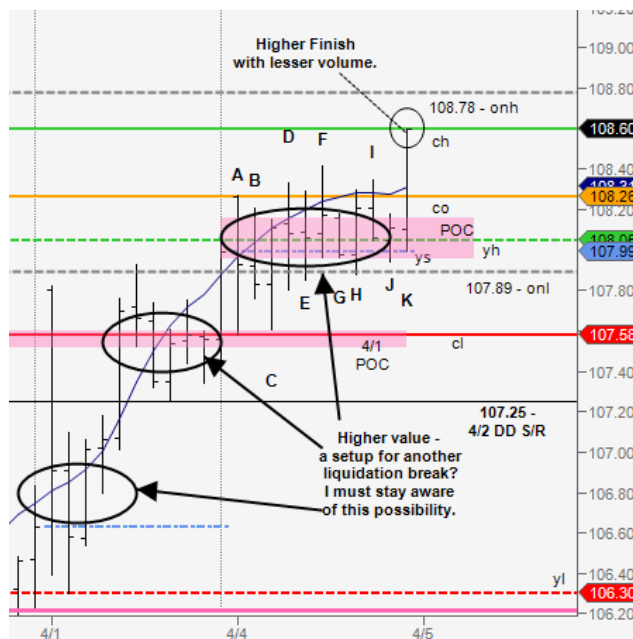 109.20
Higher Finish
with lesser volume.
109.00
108.80
108.78 - onh
108.60
ch
D F
I
A B
108.40
108.26
co
108.20
POC
108.06
yh
107.99
ys
107.89 - onl
107.80
E G H J K
107.58
cl
4/1
POC
C
107.40
107.25 -
4/2 DD S/R
107.20
Higher value -
a setup for another
liquidation break?
I must stay aware
of this possibility.
107.00
106.80
106.60
106.40
yl
106.30
106.20
4/1 4/4 4/5